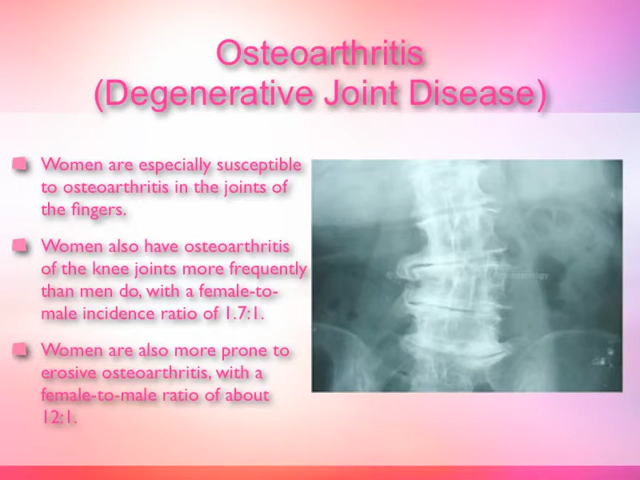 Osteoarthritis
(Degenerative Joint Disease)
Women are especially susceptible
to osteoarthritis in the joints of
the fingers.
Women also have osteoarthritis
of the knee joints more frequently
than men do, with a female-to-
male incidence ratio of 1.7:1.
Women are also more prone to
erosive osteoarthritis, with a
female-to-male ratio of about
12:1.